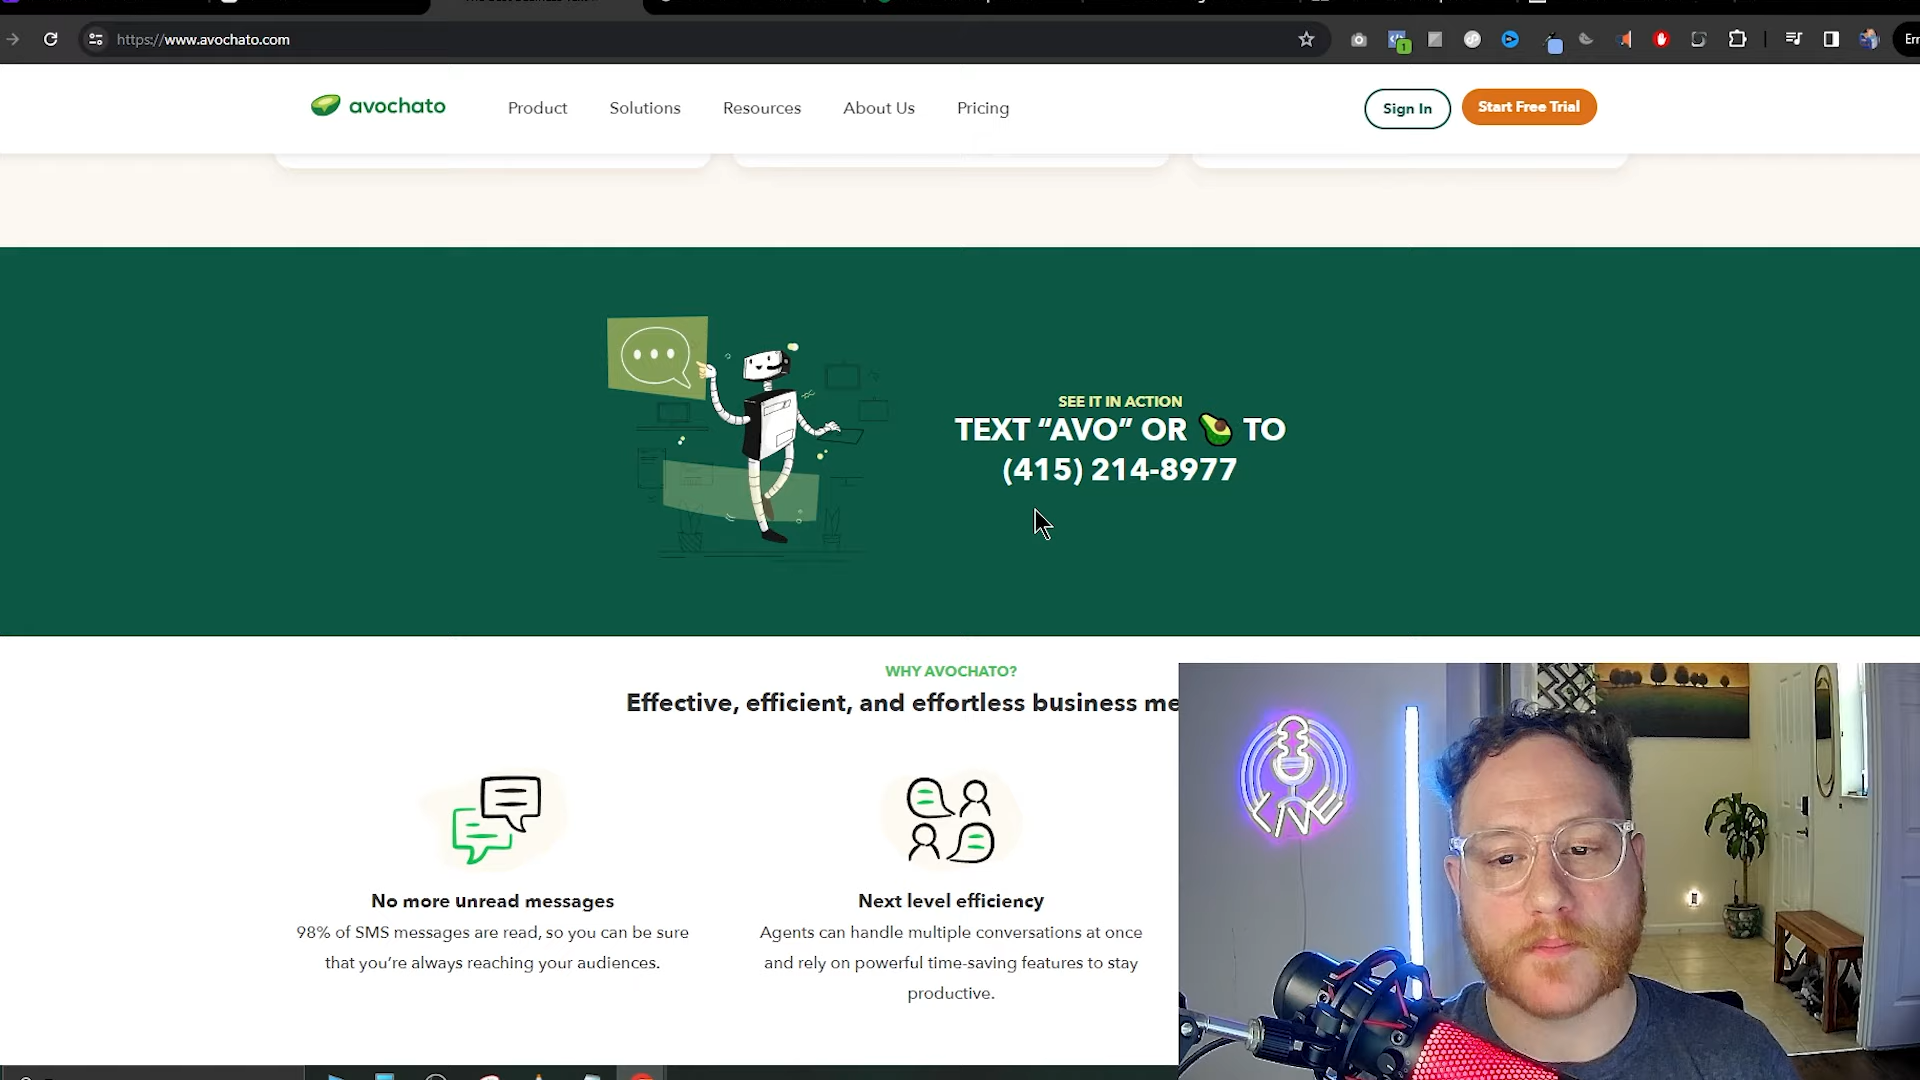 https://www.avochato.com
1
avochato
Product
Solutions
Resources
About Us
Pricing
Sign In
Start Free Trial
SEE IT IN ACTION
TEXT “AVO” OR 🥑 TO
(415) 214-8977
WHY AVOCHATO?
Effective, efficient, and effortless business me
No more unread messages
98% of SMS messages are read, so you can be sure
that you’re always reaching your audiences.
Next level efficiency
Agents can handle multiple conversations at once
and rely on powerful time-saving features to stay
productive.